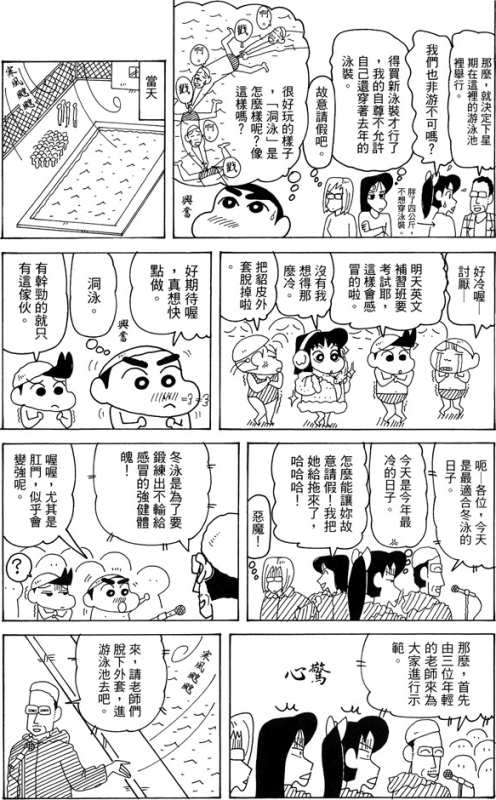 那麼，就決定下星
期在這裡的游泳池
裡舉行。
我們也非游不可嗎？
胖了四公斤，
不想穿泳裝。
得買新泳裝才行了
，我的自尊不允許
自己還穿著去年的
泳裝。
故意請假吧。
戳
戳
戳
戳
很好玩的樣子
，「洞泳」是
怎麼樣呢？像
這樣嗎？
興奮
當天
寒風颼颼
好冷喔——
討厭——
明天英文
補習班要
考試耶，
這樣會感
冒的啦。
沒有我
想得那
麼冷。
把貂皮外
套脫掉啦
好期待喔
，真想快
點做。
洞泳。
興奮
有幹勁的就只
有這傢伙。
呃…各位，今天
是最適合冬泳的
日子。
今天是今年最
冷的日子。
怎麼能讓妳故
意請假！我把
她給拖來了，
哈哈哈！
惡魔！
冬泳是為了要
鍛練出不輸給
感冒的強健體
魄！
喔喔，尤其是
肛門，似乎會
變強呢。
？
那麼，首先
由三位年輕
的老師來為
大家進行示
範。
心驚
寒風颼颼
來，請老師們
脫下外套，進
游泳池去吧。